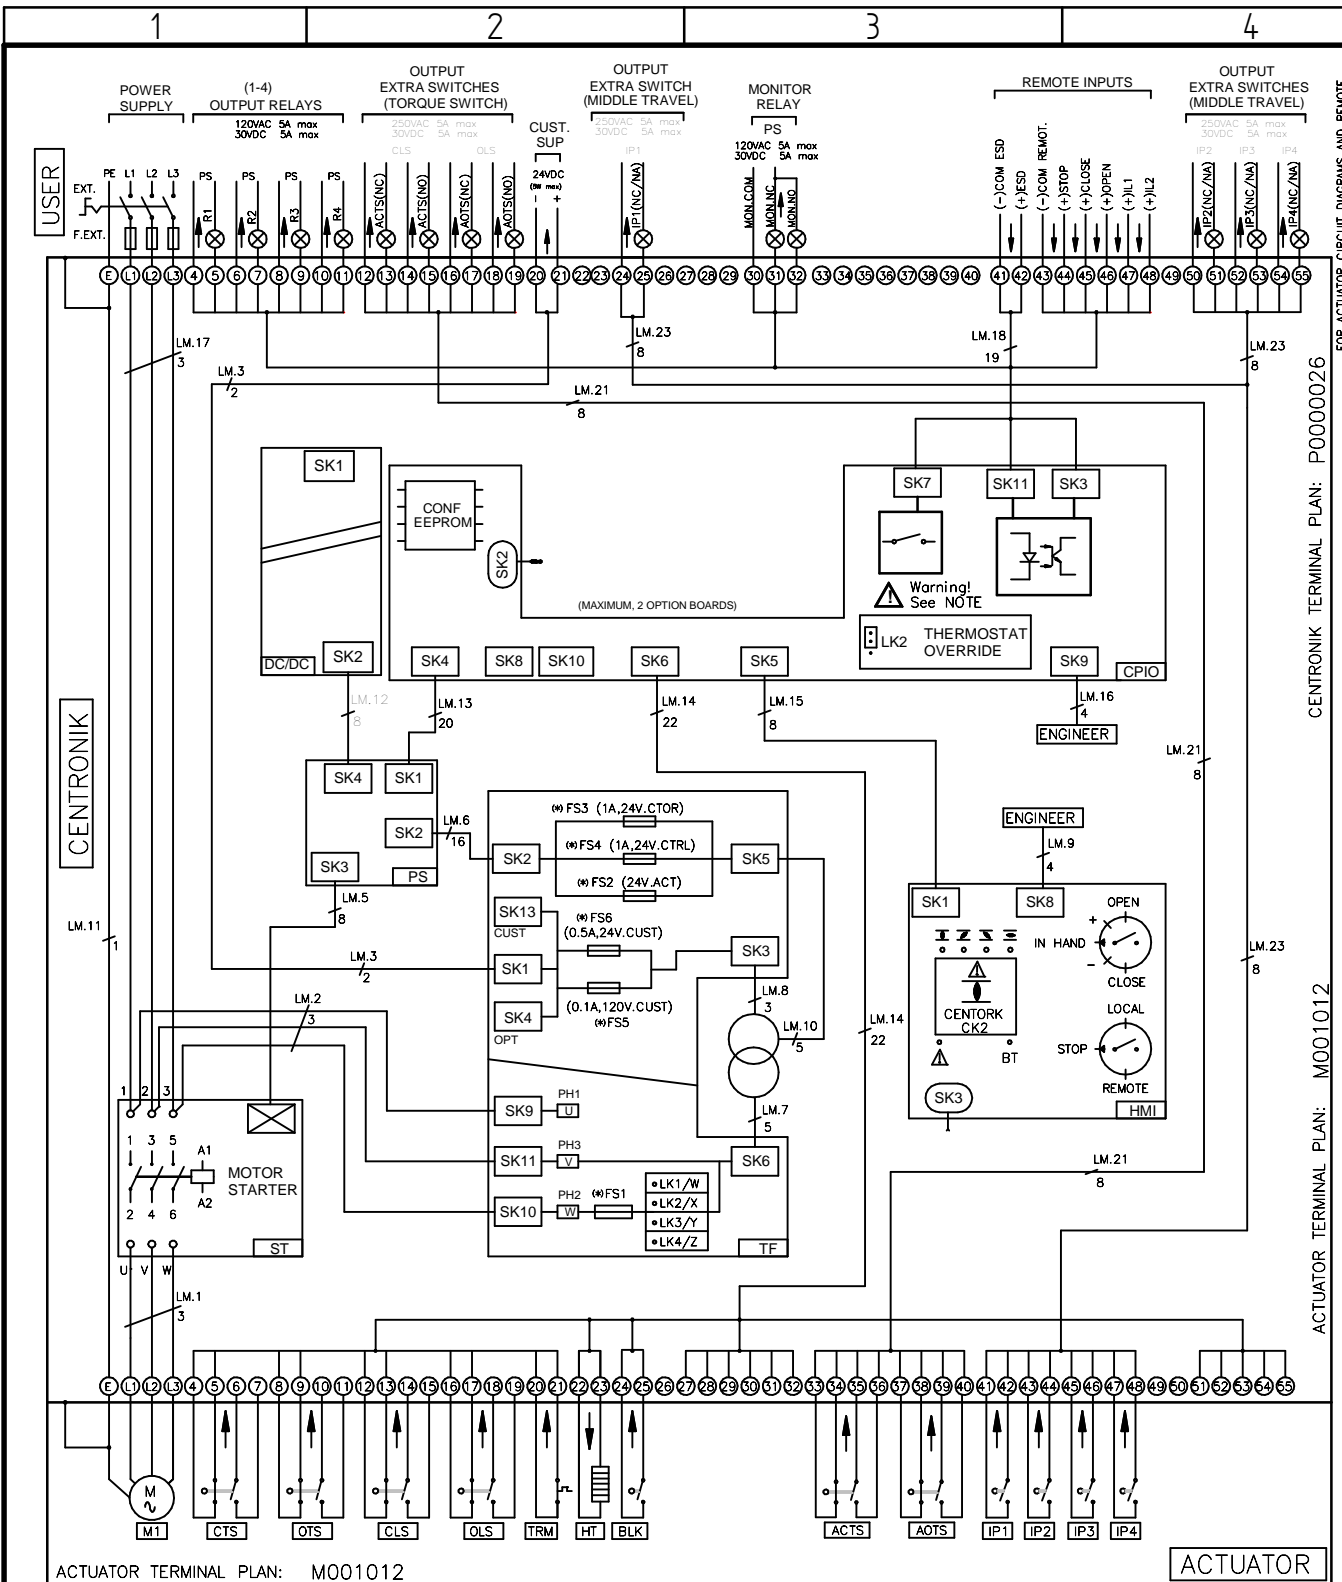 1 2 3 4
POWER
SUPPLY
(1-4)
OUTPUT RELAYS
120VAC 5A max
30VDC 5A max
OUTPUT
EXTRA SWITCHES
(TORQUE SWITCH)
250VAC 5A max
30VDC 5A max
CLS OLS
CUST.
SUP
24VDC
(8W max)
- +
OUTPUT
EXTRA SWITCH
(MIDDLE TRAVEL)
250VAC 5A max
30VDC 5A max
IP1
MONITOR
RELAY
PS
120VAC 5A max
30VDC 5A max
REMOTE INPUTS
OUTPUT
EXTRA SWITCHES
(MIDDLE TRAVEL)
250VAC 5A max
30VDC 5A max
IP2 IP3 IP4
FOR ACTUATOR CIRCUIT DIAGRAMS AND REMOTE
USER
PE L1 L2 L3
EXT.
F.EXT.
PS PS PS PS
R1 R2 R3 R4
ACTS(NC) ACTS(NO) AOTS(NC) AOTS(NO)
IP1(NC/NA)
MON.COM MON.NC MON.NO
(-)COM ESD (+)ESD (-)COM REMOT. (+)STOP (+)CLOSE (+)OPEN (+)IL1 (+)IL2
IP2(NC/NA) IP3(NC/NA) IP4(NC/NA)
E L1 L2 L3 4 5 6 7 8 9 10 11 12 13 14 15 16 17 18 19 20 21 22 23 24 25 26 27 28 29 30 31 32 33 34 35 36 37 38 39 40 41 42 43 44 45 46 47 48 49 50 51 52 53 54 55
LM.17
3
LM.3
2
LM.21
8
LM.23
8
LM.18
19
LM.23
8
CENTRONIK TERMINAL PLAN: P0000026
SK1
CONF
EEPROM
SK2
SK7 SK11 SK3
Warning!
See NOTE
(MAXIMUM, 2 OPTION BOARDS)
LK2
THERMOSTAT
OVERRIDE
DC/DC SK2
SK4 SK8 SK10 SK6 SK5 SK9 CPIO
LM.12
8
LM.13
20
LM.14
22
LM.15
8
LM.16
4
ENGINEER
CENTRONIK
LM.21
8
SK4 SK1
SK2
SK3
PS
LM.6
16
LM.5
8
(*)FS3 (1A,24V.CTOR)
(*)FS4 (1A,24V.CTRL)
(*)FS2 (24V.ACT)
SK2 SK5
SK13
CUST
(*)FS6
(0.5A,24V.CUST)
SK1 SK3
SK4
OPT
(0.1A,120V.CUST)
(*)FS5
LM.8
3
LM.10
5
LM.14
22
LM.7
5
ENGINEER
LM.9
4
SK1 SK8
OPEN
+
IN HAND
-
CLOSE
CENTORK
CK2
LOCAL
STOP
REMOTE
BT
SK3
HMI
LM.23
8
LM.11
1
LM.3
2
LM.2
3
SK9 PH1
U
SK11 PH3
V
SK6
SK10 PH2
W
(*)FS1
LK1/W
LK2/X
LK3/Y
LK4/Z
TF
1 2 3
1 3 5
A1
A2
2 4 6
MOTOR
STARTER
ST
U V W
LM.1
3
LM.21
8
ACTUATOR TERMINAL PLAN: M001012
E L1 L2 L3 4 5 6 7 8 9 10 11 12 13 14 15 16 17 18 19 20 21 22 23 24 25 26 27 28 29 30 31 32 33 34 35 36 37 38 39 40 41 42 43 44 45 46 47 48 49 50 51 52 53 54 55
M
M1 CTS OTS CLS OLS TRM HT BLK ACTS AOTS IP1 IP2 IP3 IP4
ACTUATOR TERMINAL PLAN: M001012
ACTUATOR